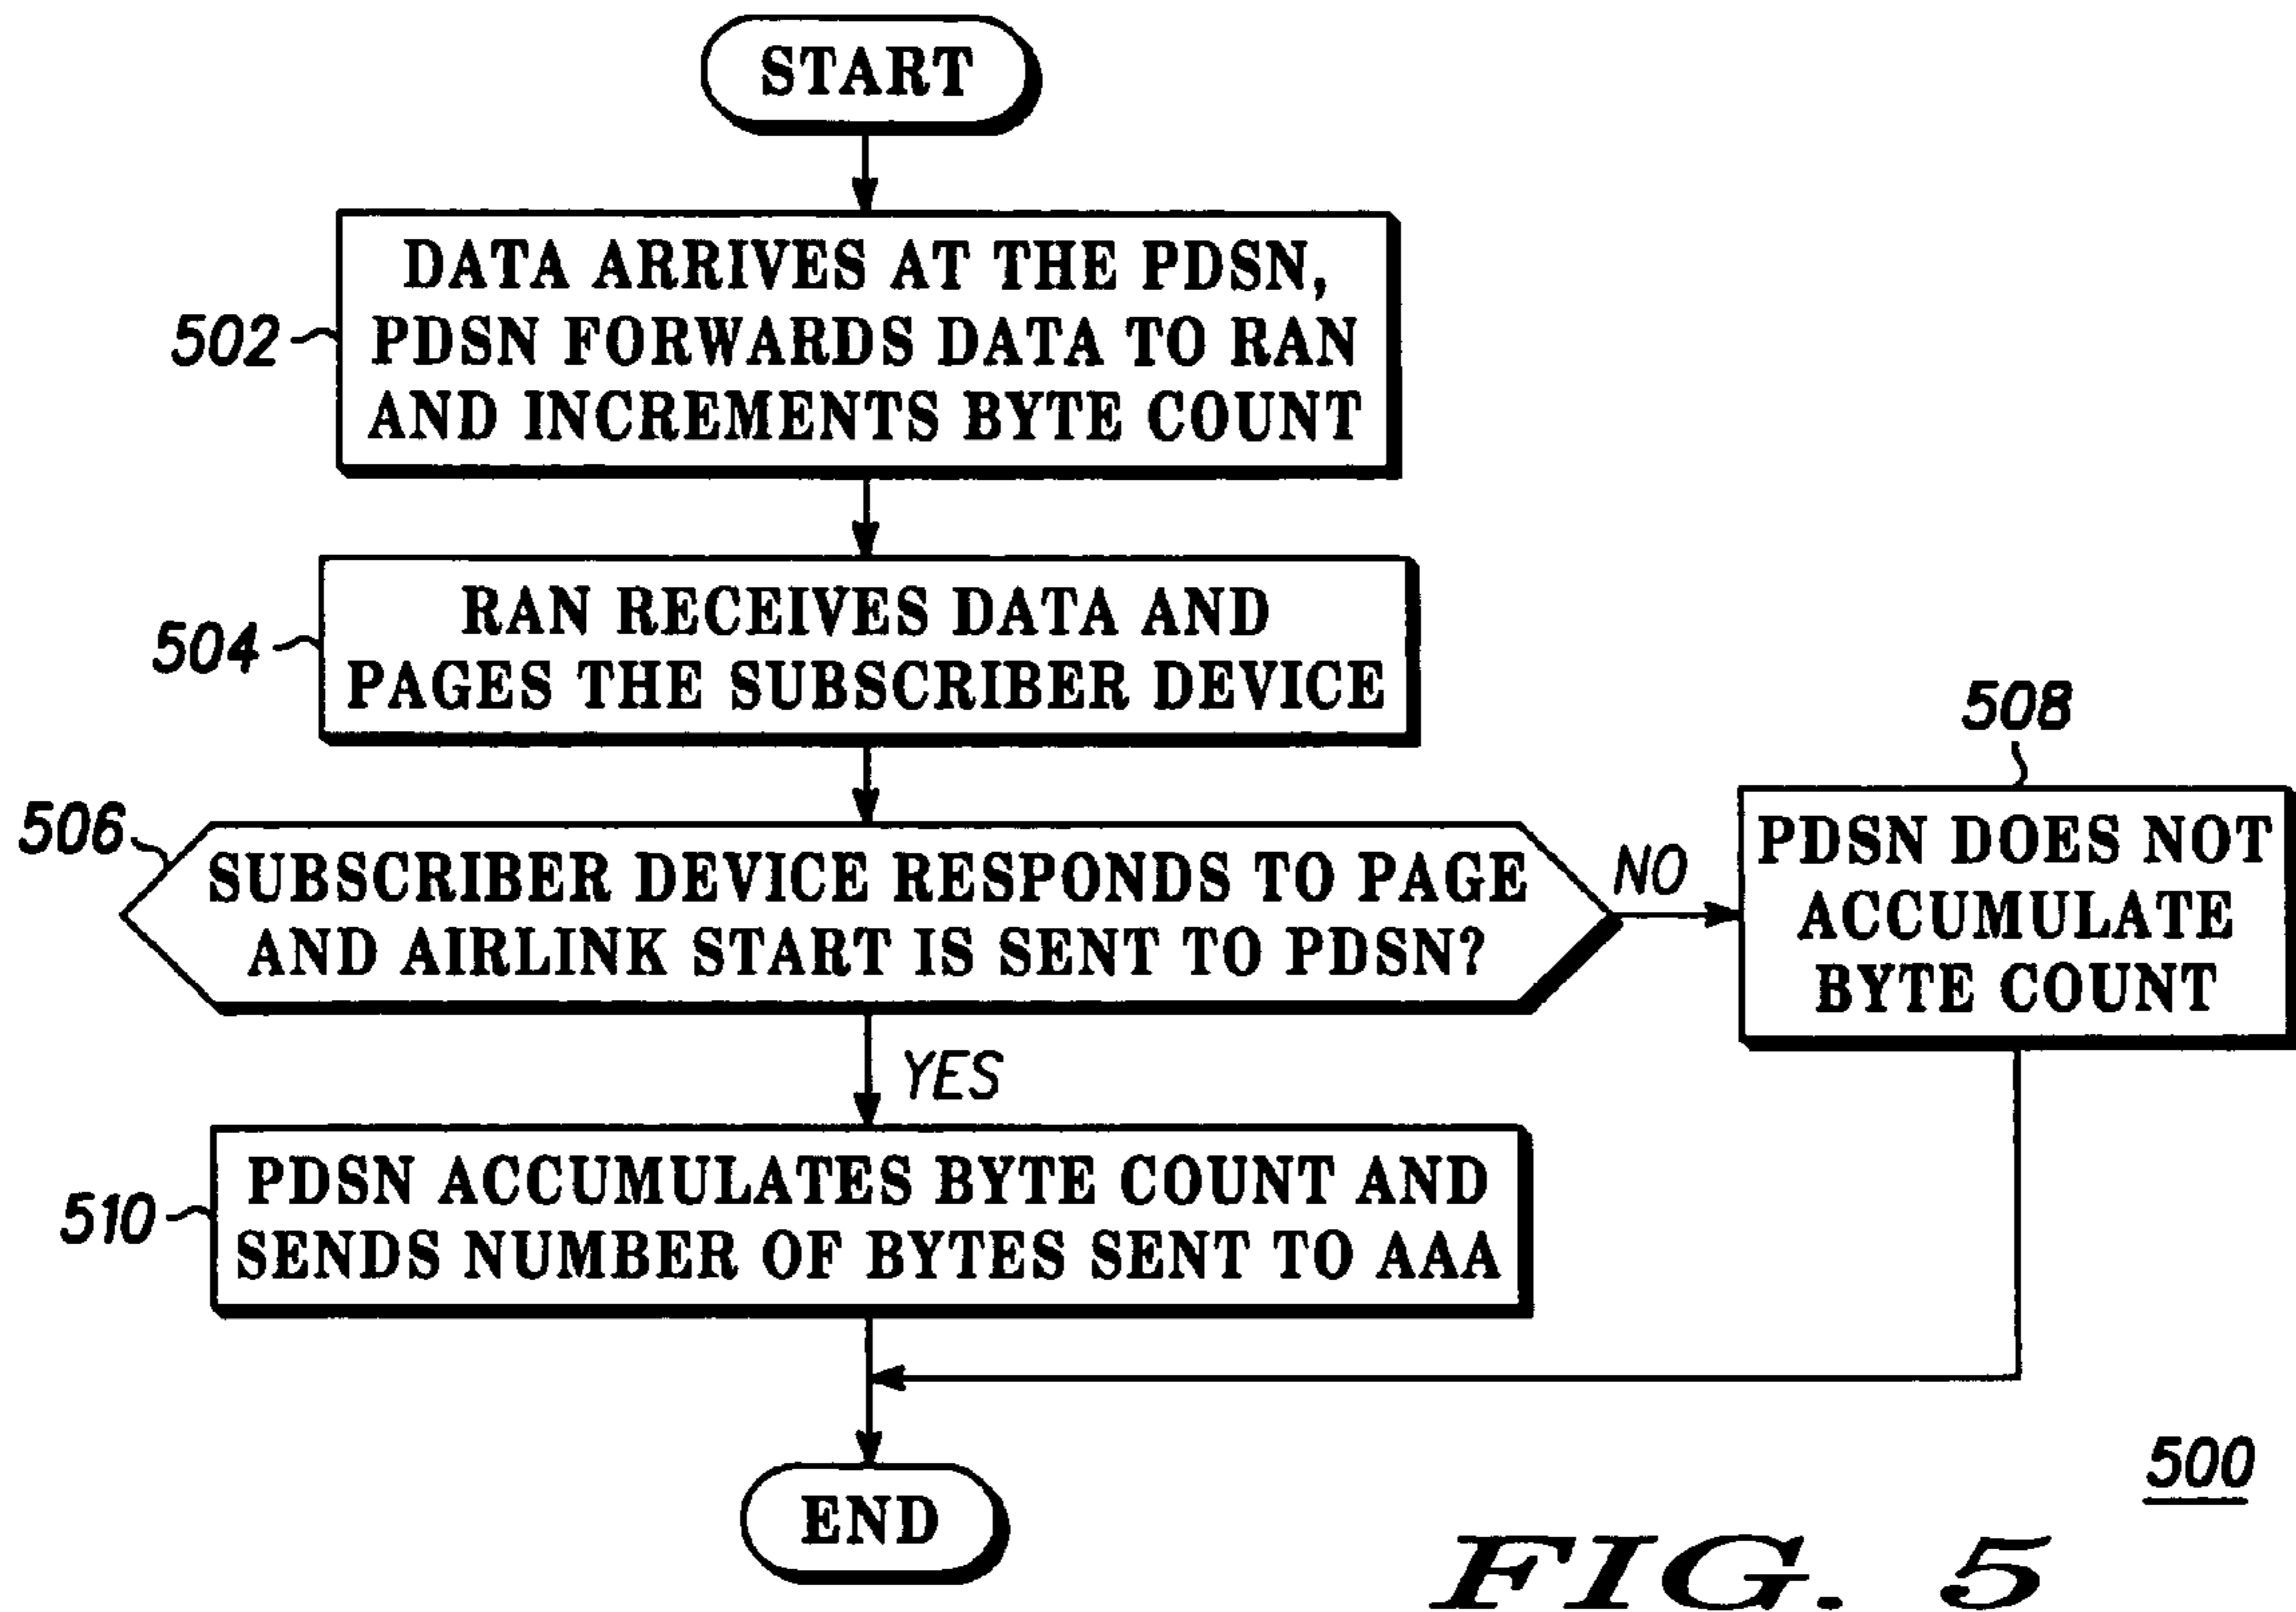 START
502
DATA ARRIVES AT THE PDSN,
PDSN FORWARDS DATA TO RAN
AND INCREMENTS BYTE COUNT
504
RAN RECEIVES DATA AND
PAGES THE SUBSCRIBER DEVICE
506
SUBSCRIBER DEVICE RESPONDS TO PAGE
AND AIRLINK START IS SENT TO PDSN?
NO
508
PDSN DOES NOT
ACCUMULATE
BYTE COUNT
YES
510
PDSN ACCUMULATES BYTE COUNT AND
SENDS NUMBER OF BYTES SENT TO AAA
END
500
FIG. 5